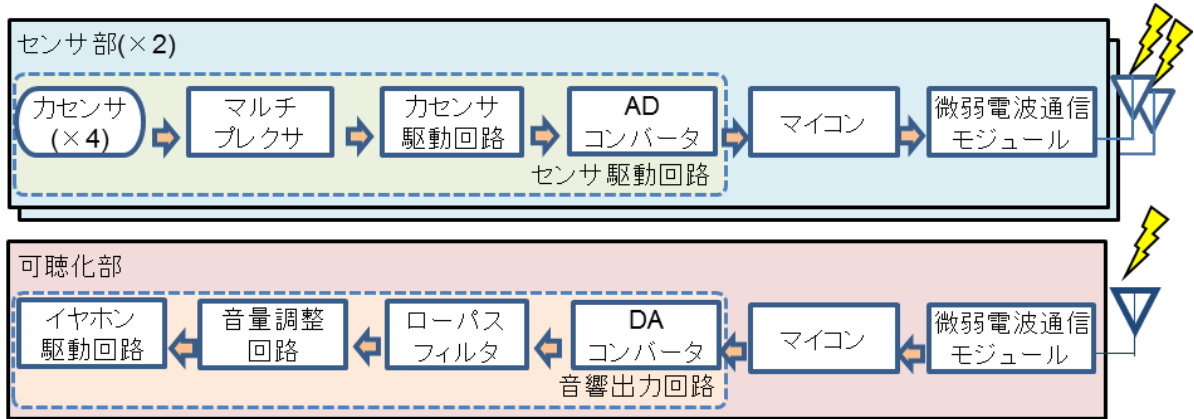 センサ部(×2)
力センサ
(×4)
マルチ
プレクサ
力センサ
駆動回路
AD
コンバータ
マイコン
微弱電波通信
モジュール
センサ駆動回路
可聴化部
イヤホン
駆動回路
音量調整
回路
ローパス
フィルタ
DA
コンバータ
マイコン
微弱電波通信
モジュール
音響出力回路